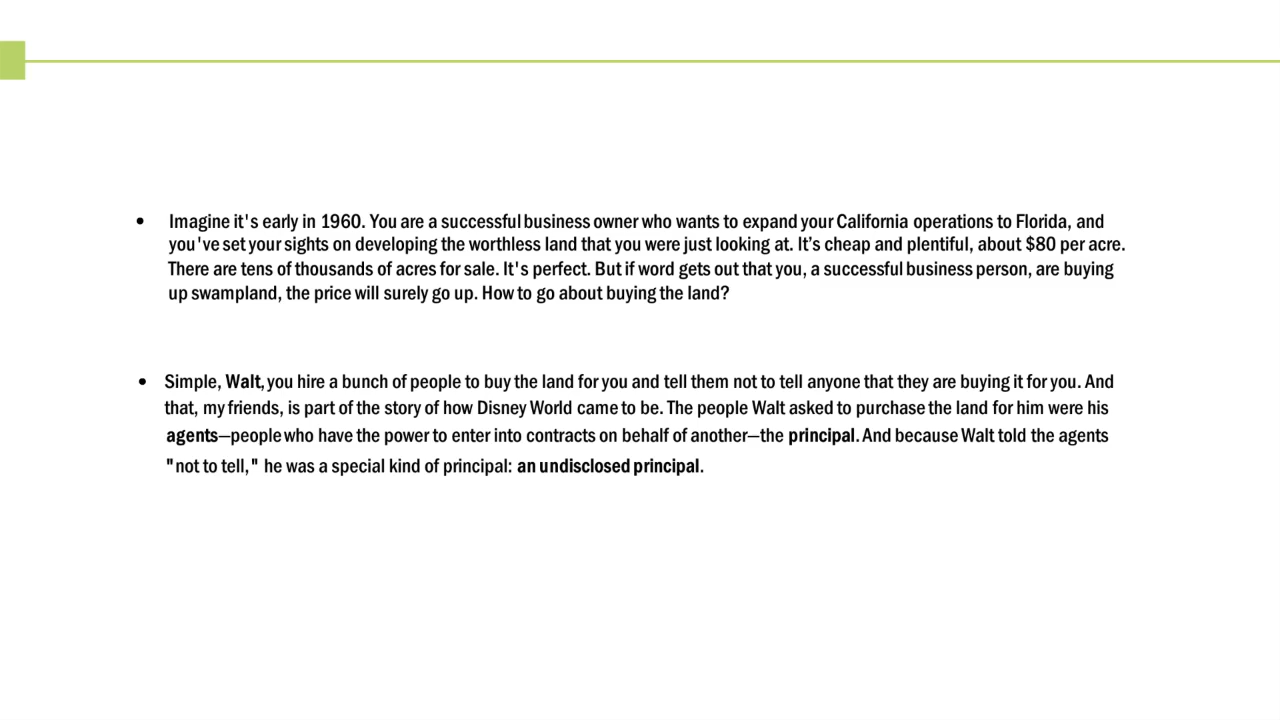 • Imagine it's early in 1960. You are a successful business owner who wants to expand your California operations to Florida, and
you've set your sights on developing the worthless land that you were just looking at. It’s cheap and plentiful, about $80 per acre.
There are tens of thousands of acres for sale. It's perfect. But if word gets out that you, a successful business person, are buying
up swampland, the price will surely go up. How to go about buying the land?
• Simple, Walt, you hire a bunch of people to buy the land for you and tell them not to tell anyone that they are buying it for you. And
that, my friends, is part of the story of how Disney World came to be. The people Walt asked to purchase the land for him were his
agents—people who have the power to enter into contracts on behalf of another—the principal. And because Walt told the agents
"not to tell," he was a special kind of principal: an undisclosed principal.